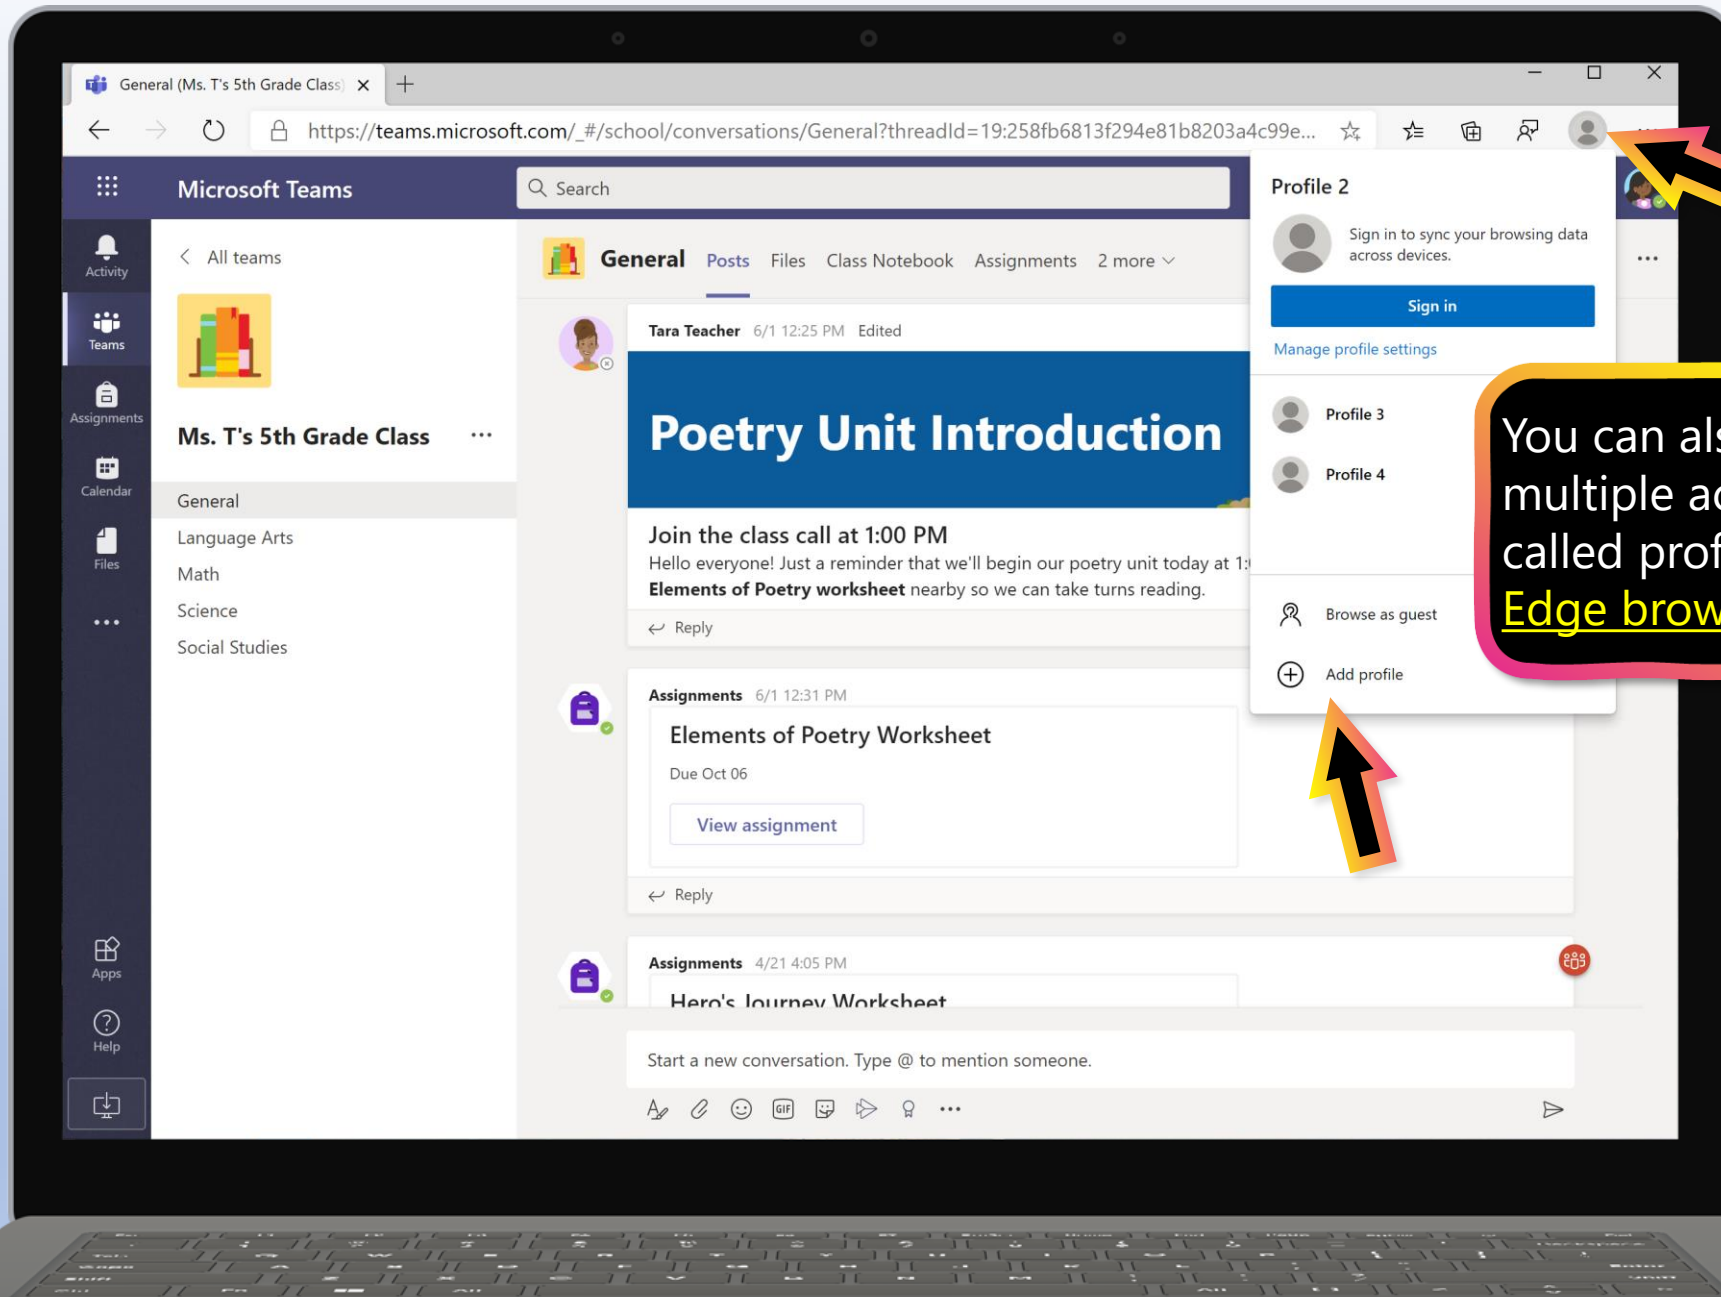 General (Ms. T's 5th Grade Class)
https://teams.microsoft.com/_#/school/conversations/General?threadId=19:258fb6813f294e81b8203a4c99e...
Microsoft Teams
Search
Activity
Teams
Assignments
Calendar
Files
Apps
Help
All teams
Ms. T's 5th Grade Class
General
Language Arts
Math
Science
Social Studies
General Posts Files Class Notebook Assignments 2 more
Tara Teacher 6/1 12:25 PM Edited
Poetry Unit Introduction
Join the class call at 1:00 PM
Hello everyone! Just a reminder that we'll begin our poetry unit today at
Elements of Poetry worksheet nearby so we can take turns reading.
Reply
Assignments 6/1 12:31 PM
Elements of Poetry Worksheet
Due Oct 06
View assignment
Reply
Assignments 4/21 4:05 PM
Hero's Journey Worksheet
Start a new conversation. Type @ to mention someone.
GIF
Profile 2
Sign in to sync your browsing data
across devices.
Sign in
Manage profile settings
Profile 3
Profile 4
Browse as guest
Add profile
You can als
multiple ac
called prof
Edge brow